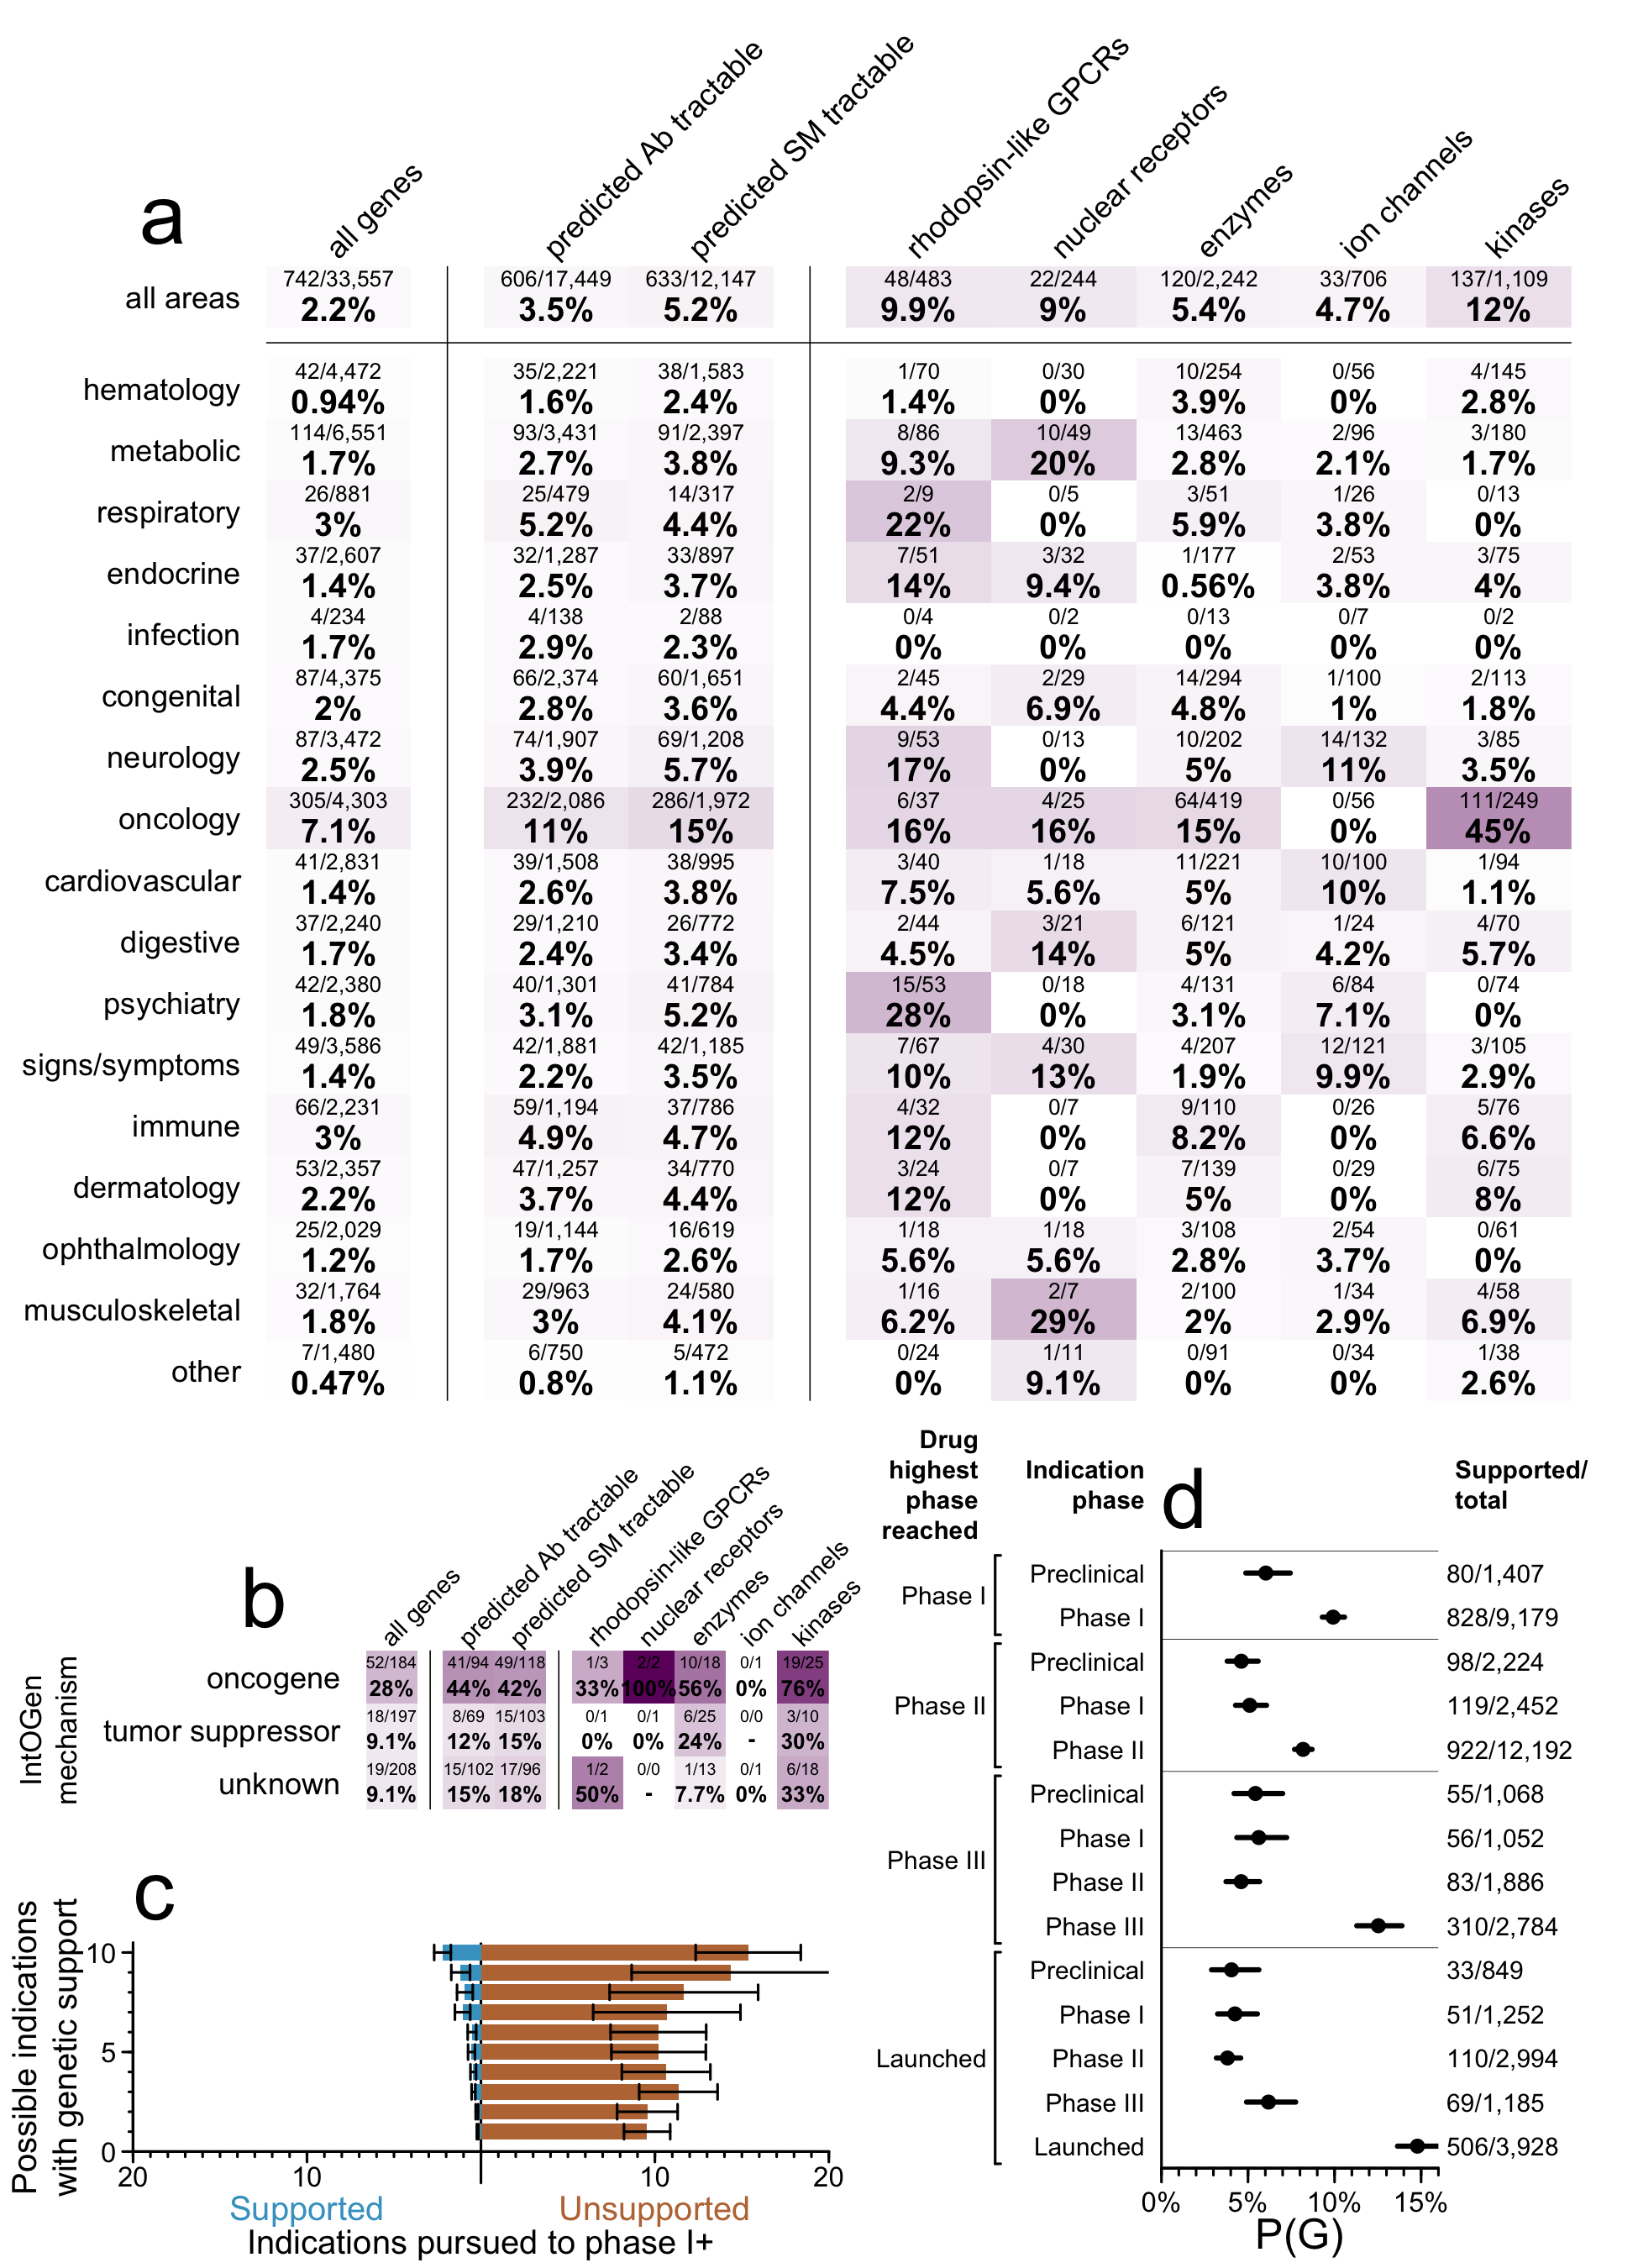 a
all genes
predicted Ab tractable
predicted SM tractable
rhodopsin-like GPCRs
nuclear receptors
enzymes
ion channels
kinases
all areas
742/33,557 606/17,449 633/12,147 48/483 22/244 120/2,242 33/706 137/1,109
2.2% 3.5% 5.2% 9.9% 9% 5.4% 4.7% 12%
hematology
42/4,472 35/2,221 38/1,583 1/70 0/30 10/254 0/56 4/145
0.94% 1.6% 2.4% 1.4% 0% 3.9% 0% 2.8%
metabolic
114/6,551 93/3,431 91/2,397 8/86 10/49 13/463 2/96 3/180
1.7% 2.7% 3.8% 9.3% 20% 2.8% 2.1% 1.7%
respiratory
26/881 25/479 14/317 2/9 0/5 3/51 1/26 0/13
3% 5.2% 4.4% 22% 0% 5.9% 3.8% 0%
endocrine
37/2,607 32/1,287 33/897 7/51 3/32 1/177 2/53 3/75
1.4% 2.5% 3.7% 14% 9.4% 0.56% 3.8% 4%
infection
4/234 4/138 2/88 0/4 0/2 0/13 0/7 0/2
1.7% 2.9% 2.3% 0% 0% 0% 0% 0%
congenital
87/4,375 66/2,374 60/1,651 2/45 2/29 14/294 1/100 2/113
2% 2.8% 3.6% 4.4% 6.9% 4.8% 1% 1.8%
neurology
87/3,472 74/1,907 69/1,208 9/53 0/13 10/202 14/132 3/85
2.5% 3.9% 5.7% 17% 0% 5% 11% 3.5%
oncology
305/4,303 232/2,086 286/1,972 6/37 4/25 64/419 0/56 111/249
7.1% 11% 15% 16% 16% 15% 0% 45%
cardiovascular
41/2,831 39/1,508 38/995 3/40 1/18 11/221 10/100 1/94
1.4% 2.6% 3.8% 7.5% 5.6% 5% 10% 1.1%
digestive
37/2,240 29/1,210 26/772 2/44 3/21 6/121 1/24 4/70
1.7% 2.4% 3.4% 4.5% 14% 5% 4.2% 5.7%
psychiatry
42/2,380 40/1,301 41/784 15/53 0/18 4/131 6/84 0/74
1.8% 3.1% 5.2% 28% 0% 3.1% 7.1% 0%
signs/symptoms
49/3,586 42/1,881 42/1,185 7/67 4/30 4/207 12/121 3/105
1.4% 2.2% 3.5% 10% 13% 1.9% 9.9% 2.9%
immune
66/2,231 59/1,194 37/786 4/32 0/7 9/110 0/26 5/76
3% 4.9% 4.7% 12% 0% 8.2% 0% 6.6%
dermatology
53/2,357 47/1,257 34/770 3/24 0/7 7/139 0/29 6/75
2.2% 3.7% 4.4% 12% 0% 5% 0% 8%
ophthalmology
25/2,029 19/1,144 16/619 1/18 1/18 3/108 2/54 0/61
1.2% 1.7% 2.6% 5.6% 5.6% 2.8% 3.7% 0%
musculoskeletal
32/1,764 29/963 24/580 1/16 2/7 2/100 1/34 4/58
1.8% 3% 4.1% 6.2% 29% 2% 2.9% 6.9%
other
7/1,480 6/750 5/472 0/24 1/11 0/91 0/34 1/38
0.47% 0.8% 1.1% 0% 9.1% 0% 0% 2.6%
b
all genes
predicted Ab tractable
predicted SM tractable
rhodopsin-like GPCRs
nuclear receptors
enzymes
ion channels
kinases
IntOGen
mechanism
oncogene
52/184 41/94 49/118 1/3 2/2 10/18 0/1 19/25
28% 44% 42% 33% 100% 56% 0% 76%
tumor suppressor
18/197 8/69 15/103 0/1 0/1 6/25 0/0 3/10
9.1% 12% 15% 0% 0% 24% - 30%
unknown
19/208 15/102 17/96 1/2 0/0 1/13 0/1 6/18
9.1% 15% 18% 50% - 7.7% 0% 33%
c
Possible indications
with genetic support
10
5
0
20 10 10 20
Supported Unsupported
Indications pursued to phase I+
d
Drug
highest
phase
reached
Indication
phase
Supported/
total
Phase I
Preclinical 80/1,407
Phase I 828/9,179
Phase II
Preclinical 98/2,224
Phase I 119/2,452
Phase II 922/12,192
Phase III
Preclinical 55/1,068
Phase I 56/1,052
Phase II 83/1,886
Phase III 310/2,784
Launched
Preclinical 33/849
Phase I 51/1,252
Phase II 110/2,994
Phase III 69/1,185
Launched 506/3,928
0% 5% 10% 15%
P(G)